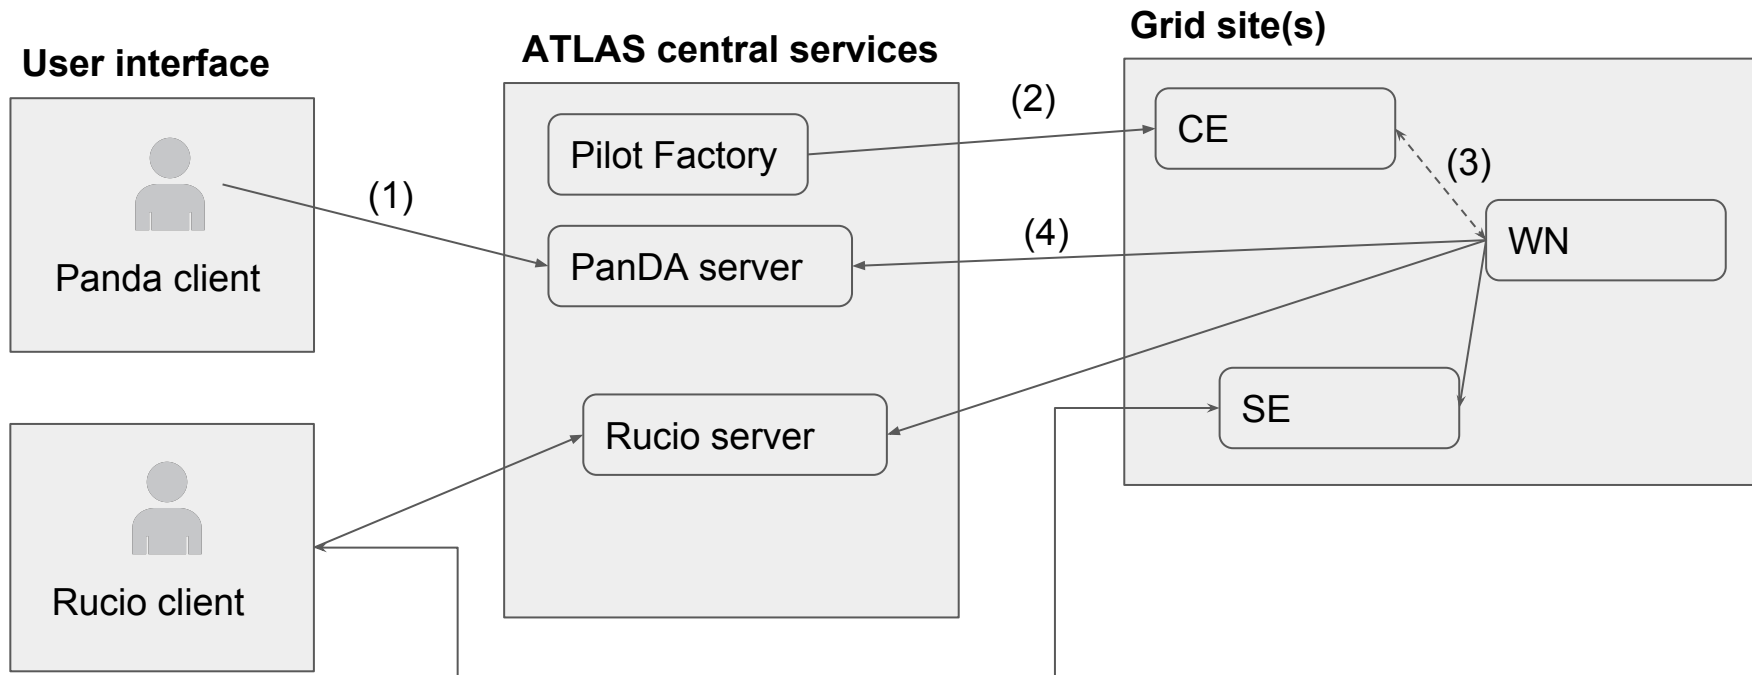 User interface
ATLAS central services
Grid site(s)
Panda client
(1)
Pilot Factory
(2)
CE
(3)
PanDA server
(4)
WN
Rucio server
SE
Rucio client